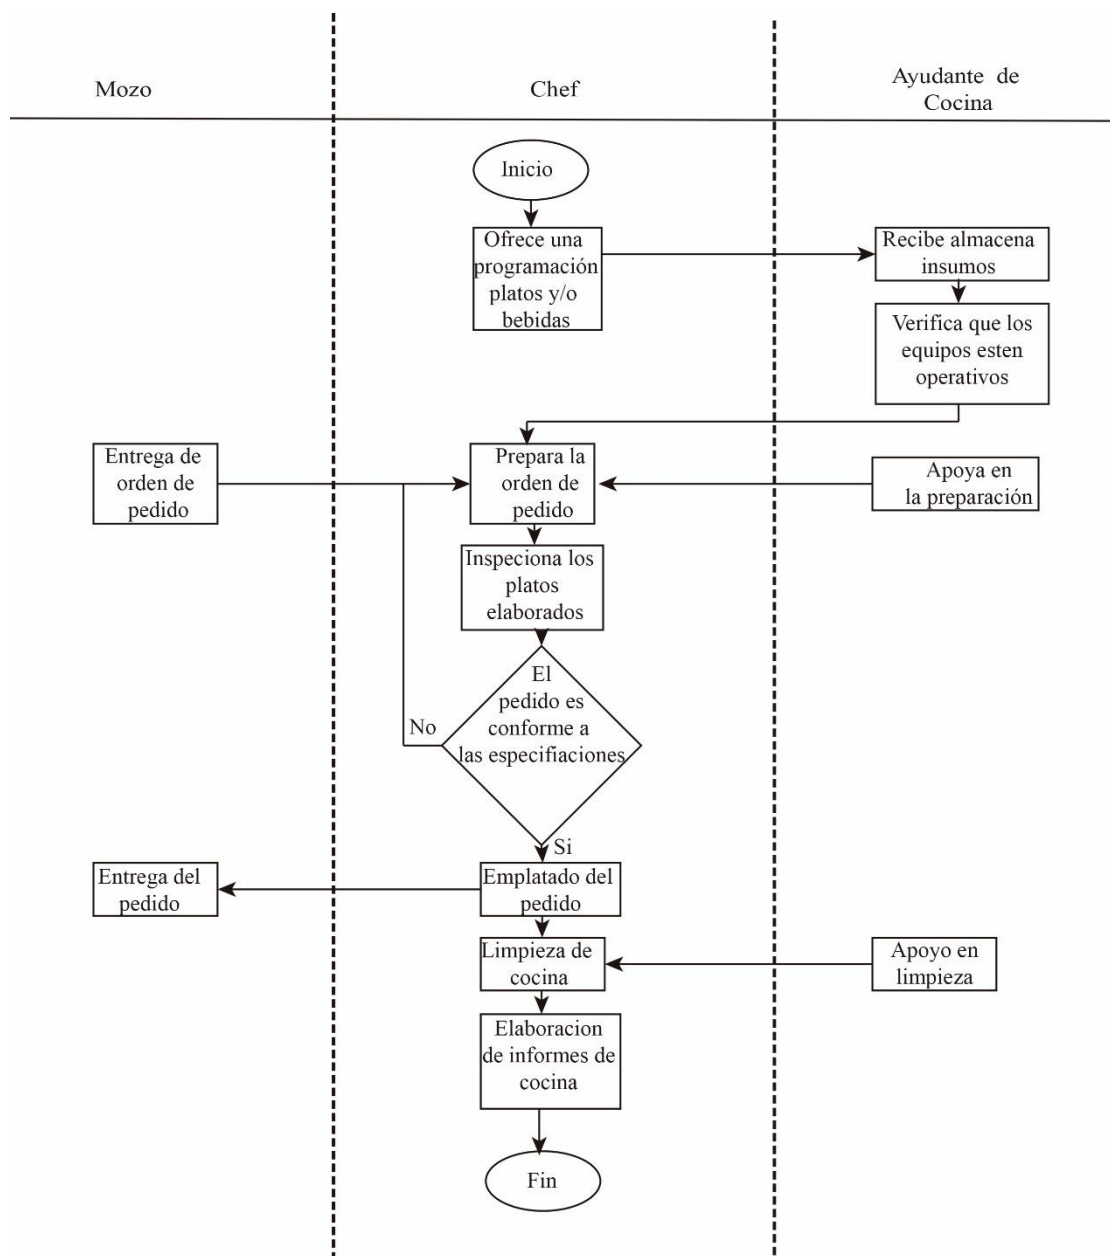 Mozo
Chef
Ayudante de
Cocina
Inicio
Ofrece una
programación
platos y/o
bebidas
Recibe almacena
insumos
Verifica que los
equipos esten
operativos
Entrega de
orden de
pedido
Prepara la
orden de
pedido
Apoya en
la preparación
Inspeciona los
platos
elaborados
El
pedido es
conforme a
las especifiaciones
No
Si
Entrega del
pedido
Emplatado del
pedido
Limpieza de
cocina
Apoyo en
limpieza
Elaboracion
de informes de
cocina
Fin